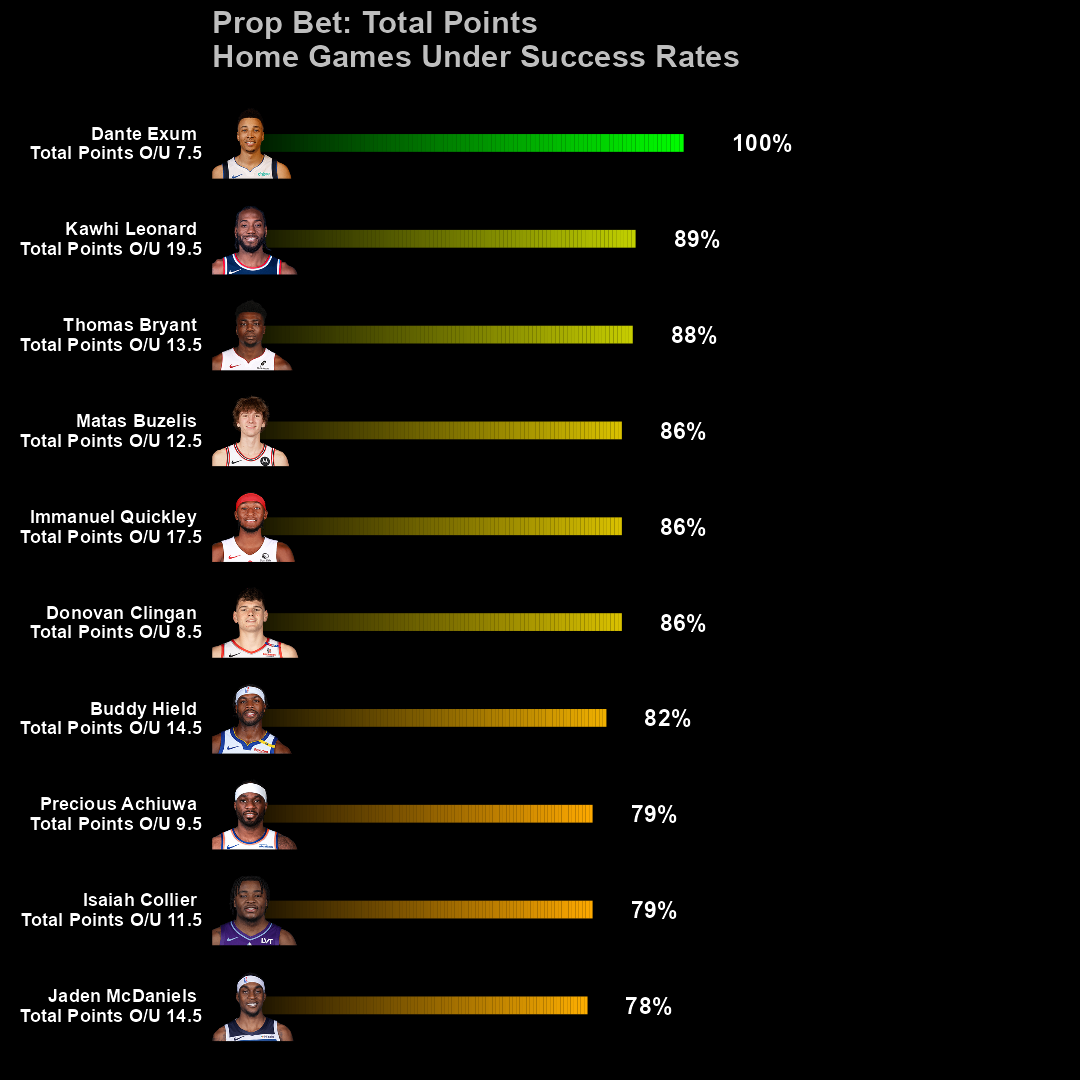 Prop Bet: Total Points
Home Games Under Success Rates
Dante Exum
Total Points O/U 7.5
100%
Kawhi Leonard
Total Points O/U 19.5
89%
Thomas Bryant
Total Points O/U 13.5
88%
Matas Buzelis
Total Points O/U 12.5
86%
Immanuel Quickley
Total Points O/U 17.5
86%
Donovan Clingan
Total Points O/U 8.5
86%
Buddy Hield
Total Points O/U 14.5
82%
Precious Achiuwa
Total Points O/U 9.5
79%
Isaiah Collier
Total Points O/U 11.5
79%
LVT
Jaden McDaniels
Total Points O/U 14.5
78%